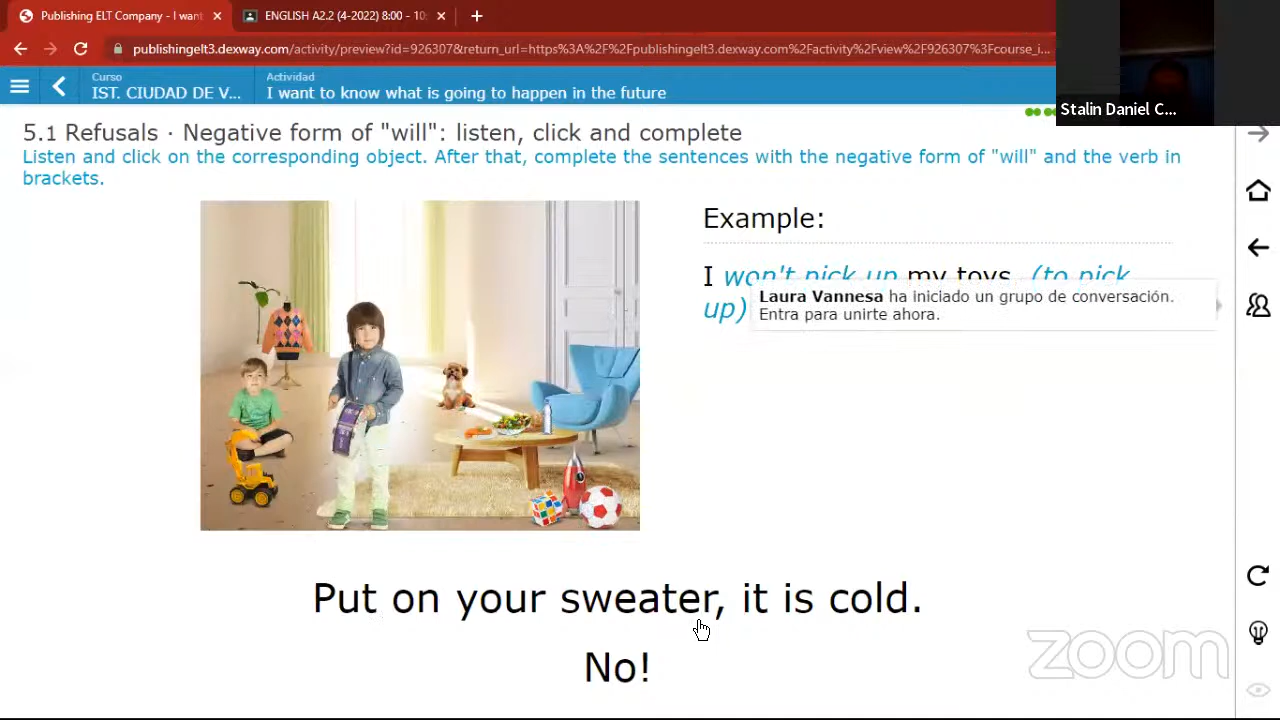 Publishing ELT Company - I want
ENGLISH A2.2 (4-2022) 8:00 - 10:
publishingelt3.dexway.com/activity/preview?id=926307&return_url=https%3A%2F%2Fpublishingelt3.dexway.com%2Factivity%2Fview%2F926307%3Fcourse_i...
Curso
IST. CIUDAD DE V...
Actividad
I want to know what is going to happen in the future
Stalin Daniel C...
5.1 Refusals · Negative form of "will": listen, click and complete
Listen and click on the corresponding object. After that, complete the sentences with the negative form of "will" and the verb in
brackets.
Example:
I won't pick up my toys. (to pick
up)
Laura Vannesa ha iniciado un grupo de conversación.
Entra para unirte ahora.
Put on your sweater, it is cold.
No!
zoom